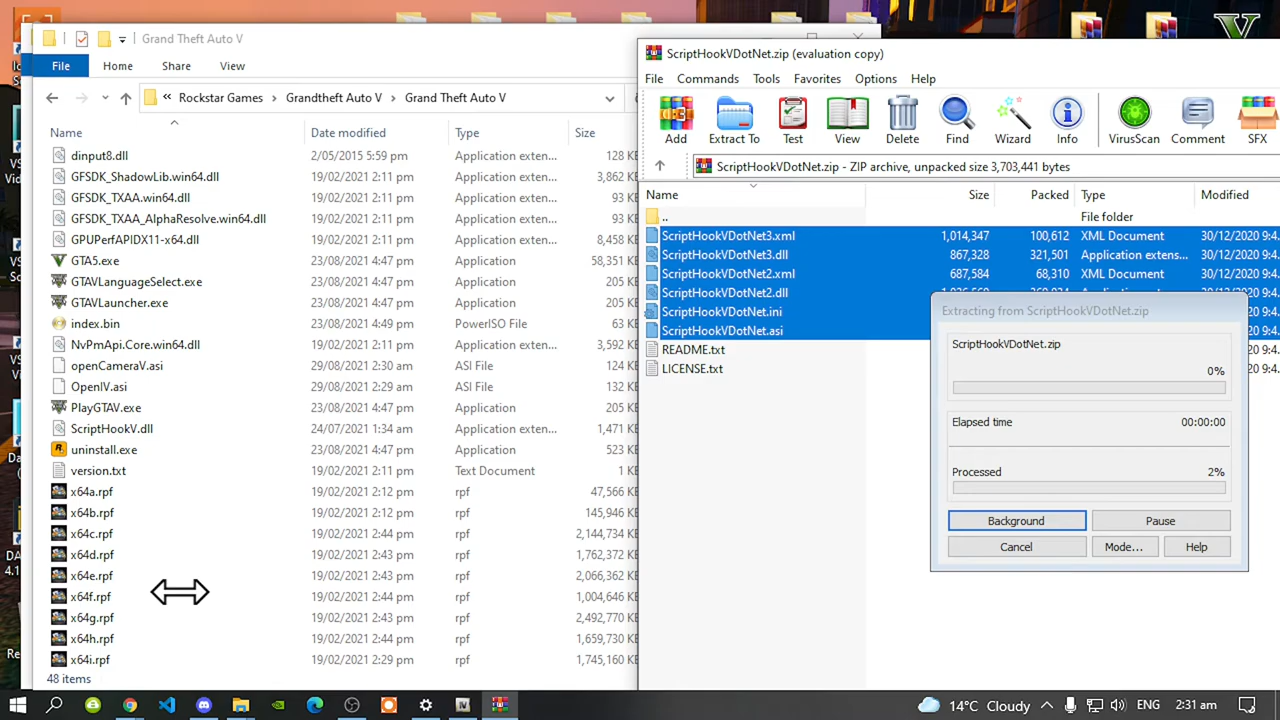 Grand Theft Auto V
File Home Share View
« Rockstar Games Grandtheft Auto V Grand Theft Auto V
Name Date modified Type Size
dinput8.dll 2/05/2015 5:59 pm Application exten... 128 KB
GFSDK_ShadowLib.win64.dll 19/02/2021 2:11 pm Application exten... 3,862 KB
GFSDK_TXAA.win64.dll 19/02/2021 2:11 pm Application exten... 93 KB
GFSDK_TXAA_AlphaResolve.win64.dll 19/02/2021 2:11 pm Application exten... 93 KB
GPUPerfAPIDX11-x64.dll 19/02/2021 2:11 pm Application exten... 8,458 KB
GTA5.exe 23/08/2021 4:47 pm Application 58,351 KB
GTAVLanguageSelect.exe 23/08/2021 4:47 pm Application 205 KB
GTAVLauncher.exe 23/08/2021 4:47 pm Application 205 KB
index.bin 23/08/2021 4:49 pm PowerISO File 63 KB
NvPmApi.Core.win64.dll 19/02/2021 2:11 pm Application exten... 3,592 KB
openCameraV.asi 29/08/2021 2:30 am ASI File 124 KB
OpenIV.asi 29/08/2021 2:29 am ASI File 132 KB
PlayGTAV.exe 23/08/2021 4:47 pm Application 205 KB
ScriptHookV.dll 24/07/2021 1:34 am Application exten... 1,471 KB
uninstall.exe 23/08/2021 4:47 pm Application 523 KB
version.txt 19/02/2021 2:11 pm Text Document 1 KB
x64a.rpf 19/02/2021 2:12 pm rpf 47,566 KB
x64b.rpf 19/02/2021 2:12 pm rpf 145,946 KB
x64c.rpf 19/02/2021 2:11 pm rpf 2,144,734 KB
x64d.rpf 19/02/2021 2:43 pm rpf 1,762,372 KB
x64e.rpf 19/02/2021 2:43 pm rpf 2,066,362 KB
x64f.rpf 19/02/2021 2:44 pm rpf 1,004,646 KB
x64g.rpf 19/02/2021 2:43 pm rpf 2,492,770 KB
x64h.rpf 19/02/2021 2:44 pm rpf 1,659,730 KB
x64i.rpf 19/02/2021 2:29 pm rpf 1,745,160 KB
48 items
ScriptHookVDotNet.zip (evaluation copy)
File Commands Tools Favorites Options Help
Add Extract To Test View Delete Find Wizard Info VirusScan Comment SFX
ScriptHookVDotNet.zip - ZIP archive, unpacked size 3,703,441 bytes
Name Size Packed Type Modified
.. File folder
ScriptHookVDotNet3.xml 1,014,347 100,612 XML Document 30/12/2020 9:4..
ScriptHookVDotNet3.dll 867,328 321,501 Application extens... 30/12/2020 9:4..
ScriptHookVDotNet2.xml 687,584 68,310 XML Document 30/12/2020 9:4..
ScriptHookVDotNet2.dll
ScriptHookVDotNet.ini
ScriptHookVDotNet.asi
README.txt
LICENSE.txt
Extracting from ScriptHookVDotNet.zip
ScriptHookVDotNet.zip
0%
Elapsed time 00:00:00
Processed 2%
Background Pause
Cancel Mode... Help
14°C Cloudy ENG 2:31 am